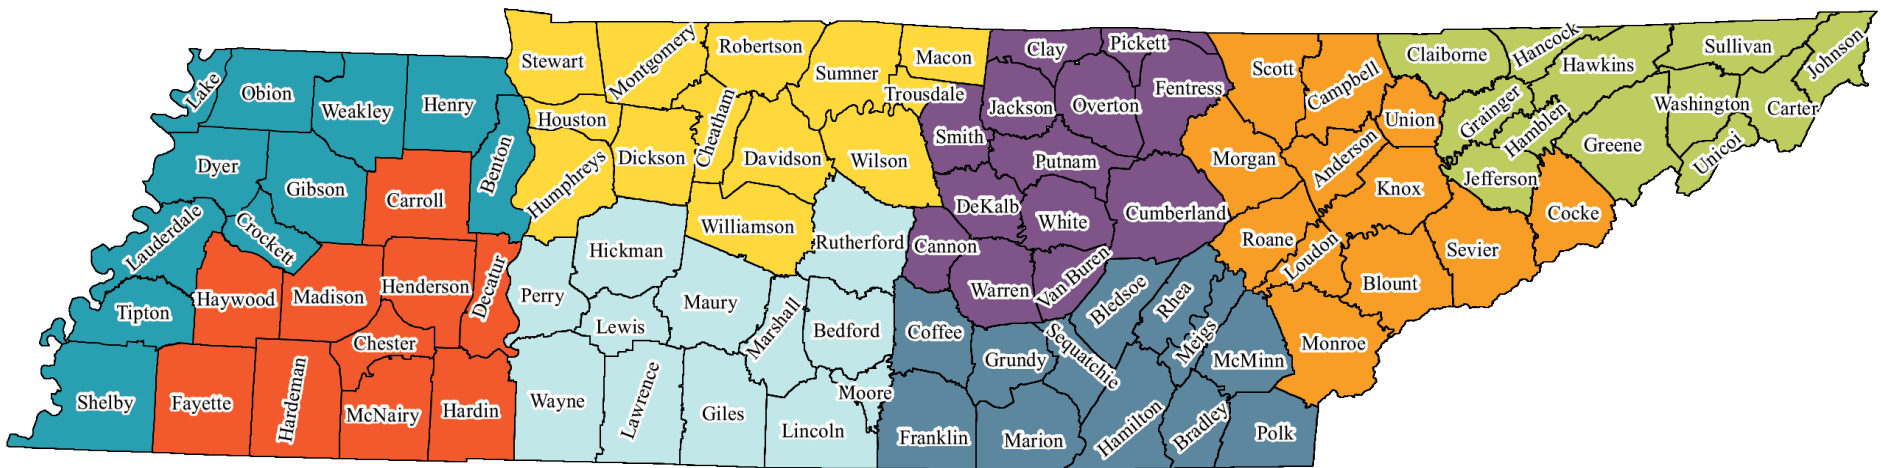 Stewart
Montgomery
Robertson
Sumner
Macon
Trousdale
Clay
Pickett
Fentress
Scott
Campbell
Claiborne
Hancock
Hawkins
Sullivan
Johnson
Lake
Obion
Weakley
Henry
Benton
Houston
Humphreys
Dickson
Cheatham
Davidson
Wilson
Smith
Jackson
Overton
Putnam
Morgan
Anderson
Union
Grainger
Hamblen
Greene
Washington
Carter
Unicoi
Dyer
Gibson
Carroll
Williamson
Rutherford
DeKalb
White
Cumberland
Knox
Jefferson
Cocke
Lauderdale
Crockett
Hickman
Cannon
Warren
Van Buren
Roane
Loudon
Sevier
Blount
Tipton
Haywood
Madison
Henderson
Decatur
Perry
Lewis
Maury
Marshall
Bedford
Coffee
Grundy
Sequatchie
Bledsoe
Rhea
Meigs
McMinn
Monroe
Shelby
Fayette
Hardeman
Chester
McNairy
Hardin
Wayne
Lawrence
Giles
Lincoln
Moore
Franklin
Marion
Hamilton
Bradley
Polk